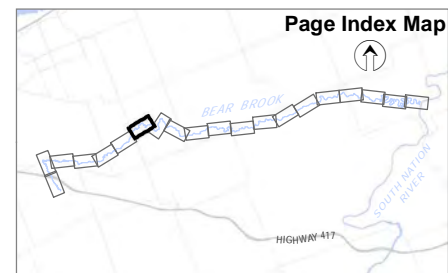 Page Index Map
BEAR BROOK
SOUTH NATION
RIVER
HIGHWAY 417